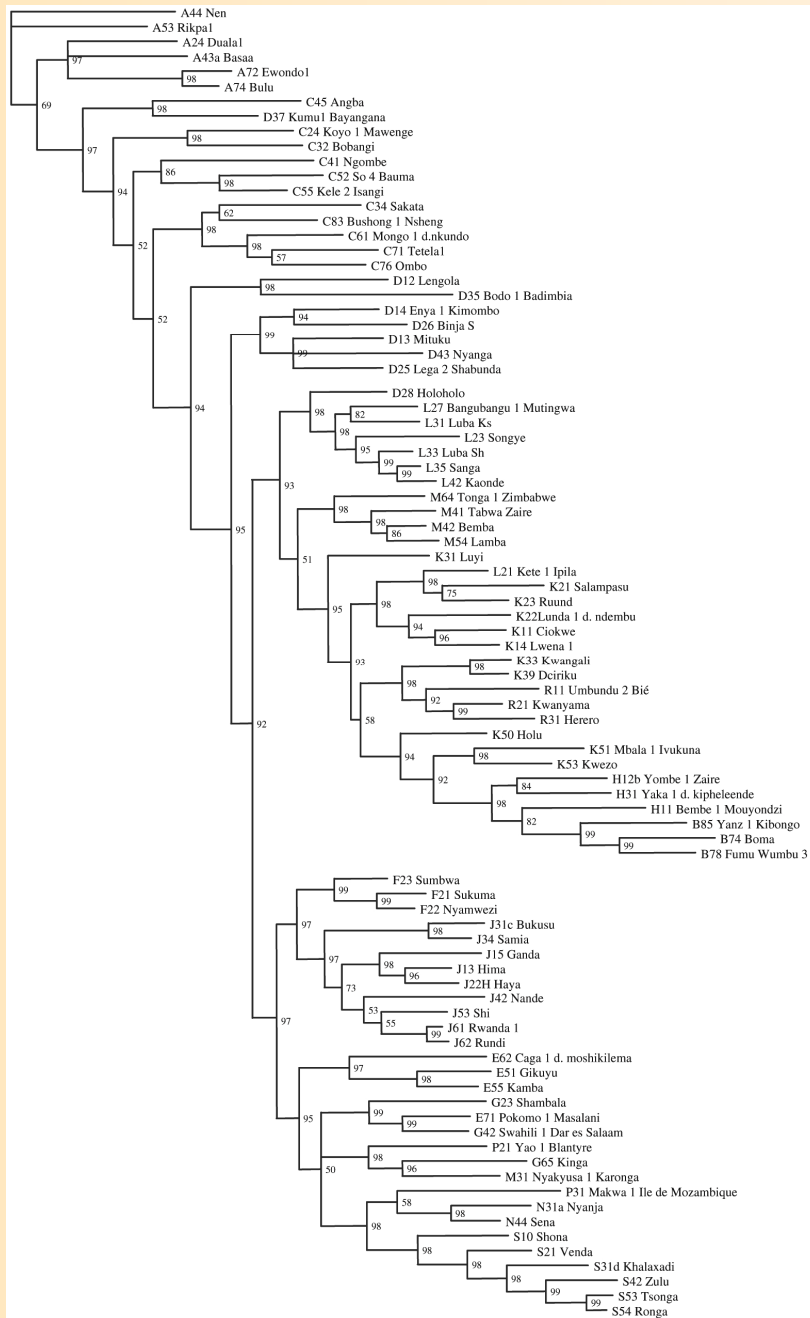 A44 Nen
A53 Rikpa1
A24 Duala1
A43a Basaa
97
A72 Ewondo1
98
A74 Bulu
C45 Angba
69
98
D37 Kumu1 Bayangana
C24 Koyo 1 Mawenge
98
C32 Bobangi
97
C41 Ngombe
86
C52 So 4 Bauma
98
C55 Kele 2 Isangi
94
C34 Sakata
62
C83 Bushong 1 Nsheng
98
C61 Mongo 1 d.nkundo
52
98
C71 Tetela1
57
C76 Ombo
D12 Lengola
98
D35 Bodo 1 Badimbia
D14 Enya 1 Kimombo
94
52
D26 Binja S
99
D13 Mituku
99
D43 Nyanga
D25 Lega 2 Shabunda
D28 Holoholo
L27 Bangubangu 1 Mutingwa
94
98
82
L31 Luba Ks
98
L23 Songye
95
L33 Luba Sh
99
L35 Sanga
99
L42 Kaonde
93
M64 Tonga 1 Zimbabwe
98
M41 Tabwa Zaire
98
M42 Bemba
95
86
M54 Lamba
K31 Luyi
51
L21 Kete 1 Ipila
98
K21 Salampasu
75
K23 Ruund
98
95
K22Lunda 1 d. ndembu
94
K11 Ciokwe
96
K14 Lwena 1
K33 Kwangali
93
98
K39 Dciriku
98
R11 Umbundu 2 Bié
92
R21 Kwanyama
99
R31 Herero
58
92
K50 Holu
K51 Mbala 1 Ivukuna
98
94
K53 Kwezo
H12b Yombe 1 Zaire
92
84
H31 Yaka 1 d. kipheleende
98
H11 Bembe 1 Mouyondzi
82
B85 Yanz 1 Kibongo
99
B74 Boma
99
B78 Fumu Wumbu 3
F23 Sumbwa
99
F21 Sukuma
99
F22 Nyamwezi
J31c Bukusu
97
98
J34 Samia
J15 Ganda
97
98
J13 Hima
96
J22H Haya
73
J42 Nande
53
J53 Shi
97
55
J61 Rwanda 1
99
J62 Rundi
E62 Caga 1 d. moshikilema
97
E51 Gikuyu
98
E55 Kamba
G23 Shambala
99
E71 Pokomo 1 Masalani
95
99
G42 Swahili 1 Dar es Salaam
P21 Yao 1 Blantyre
98
G65 Kinga
50
96
M31 Nyakyusa 1 Karonga
P31 Makwa 1 Ile de Mozambique
58
N31a Nyanja
98
N44 Sena
98
S10 Shona
98
S21 Venda
98
S31d Khalaxadi
98
S42 Zulu
99
S53 Tsonga
99
S54 Ronga